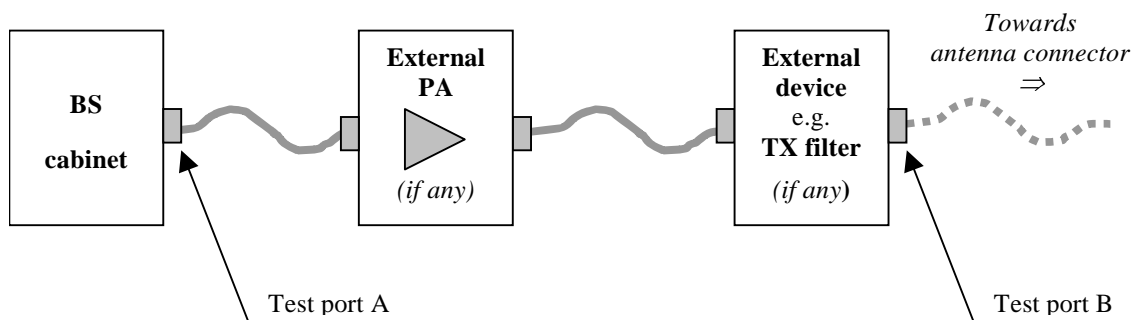 BS
cabinet
External
PA
(if any)
External
device
e.g.
TX filter
(if any)
Towards
antenna connector
⇒
Test port A
Test port B